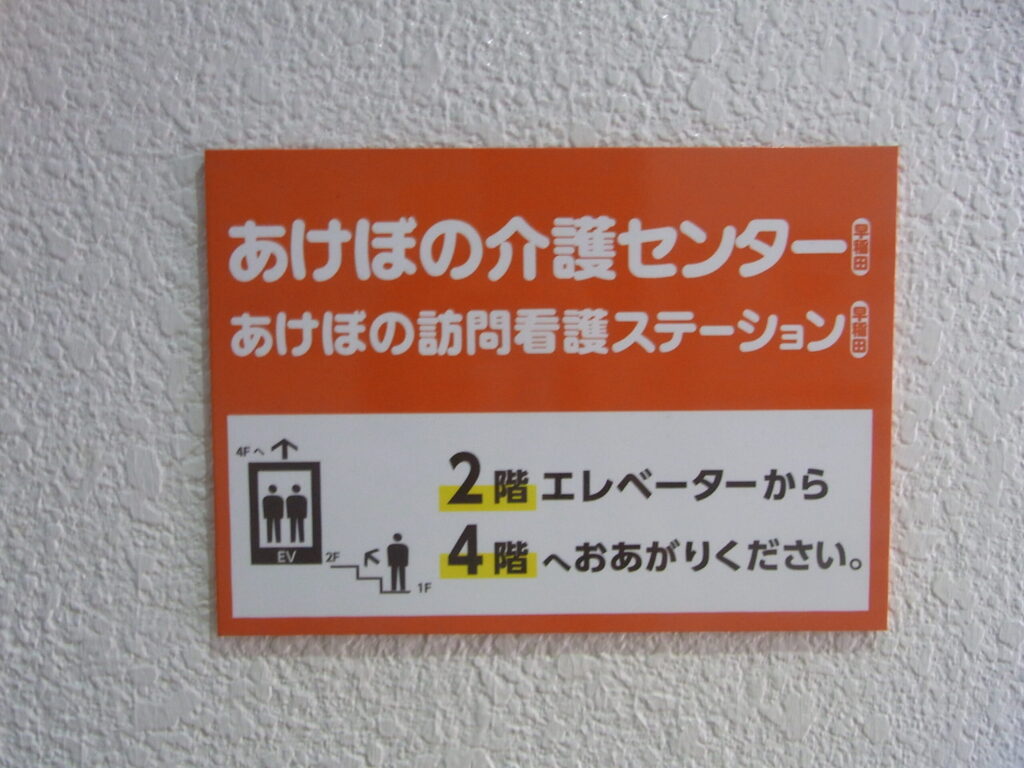 あけぼの介護センター 早稲田
あけぼの訪問看護ステーション 早稲田
4Fへ
EV
2F
1F
2階エレベーターから
4階へおあがりください。